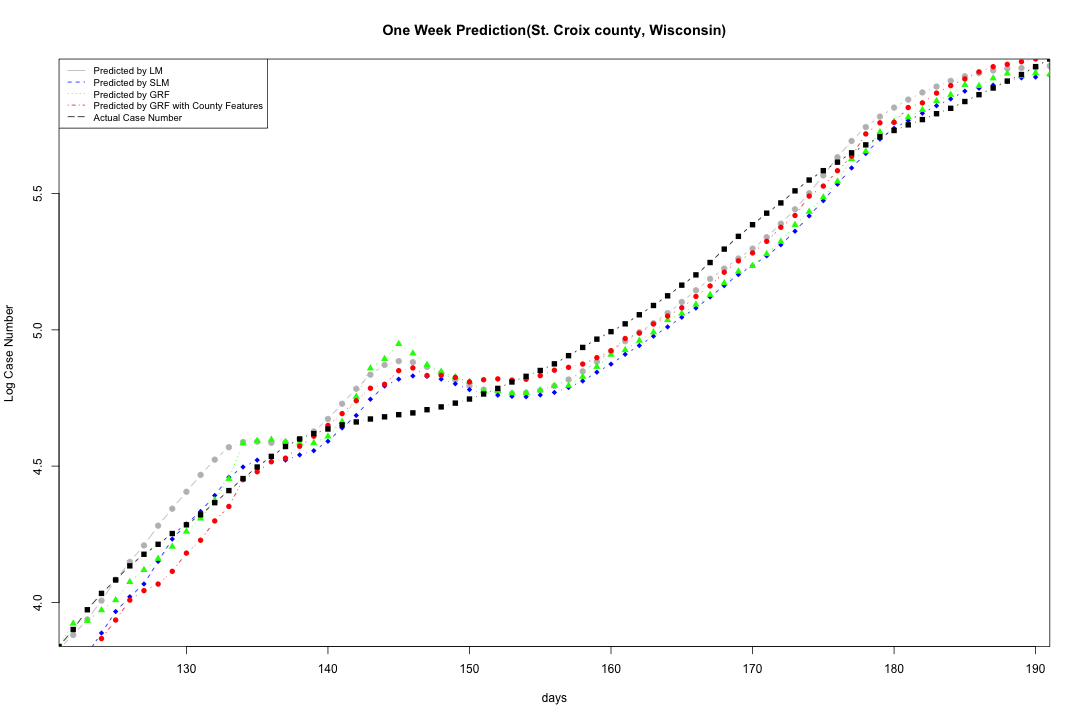 One Week Prediction(St. Croix county, Wisconsin)
Predicted by LM
Predicted by SLM
Predicted by GRF
Predicted by GRF with County Features
Actual Case Number
Log Case Number
5.5
5.0
4.5
4.0
130 140 150 160 170 180 190
days